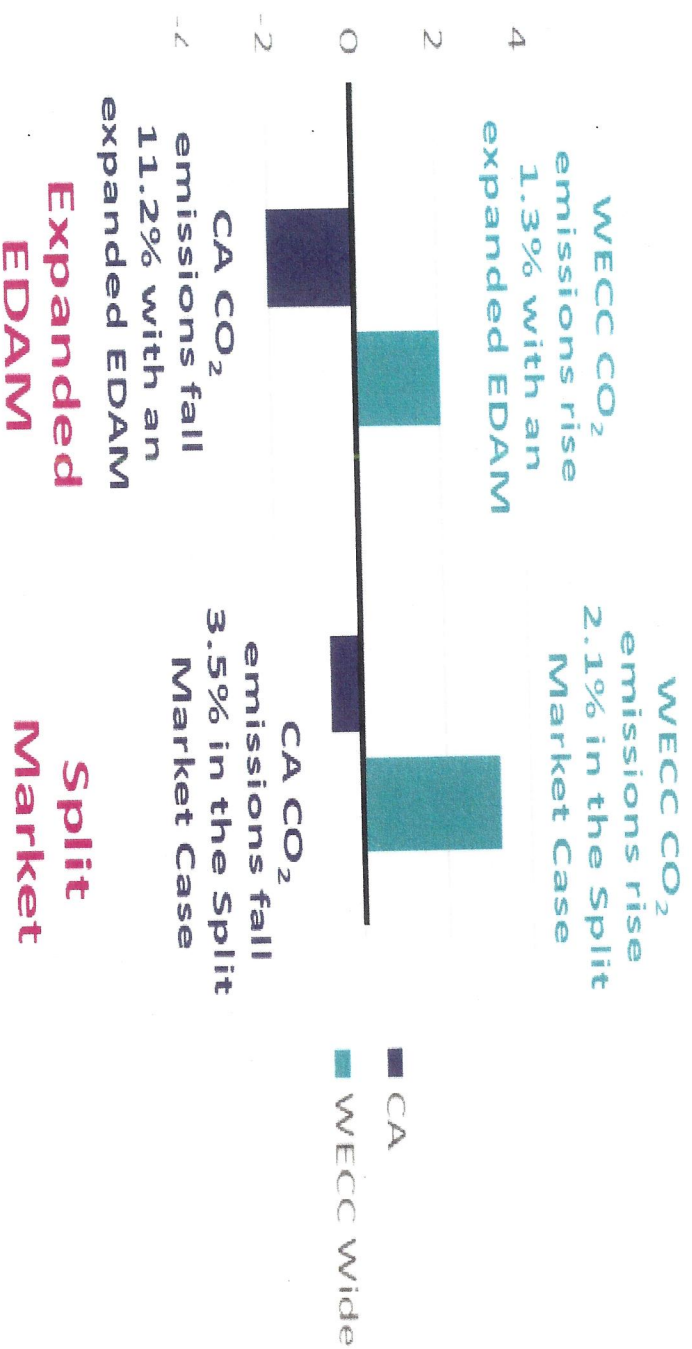 WECC CO₂
emissions rise
1.3% with an
expanded EDAM
WECC CO₂
emissions rise
2.1% in the Split
Market Case
4
2
0
-2
CA
WECC Wide
CA CO₂
emissions fall
11.2% with an
expanded EDAM
CA CO₂
emissions fall
3.5% in the Split
Market Case
Expanded
EDAM
Split
Market